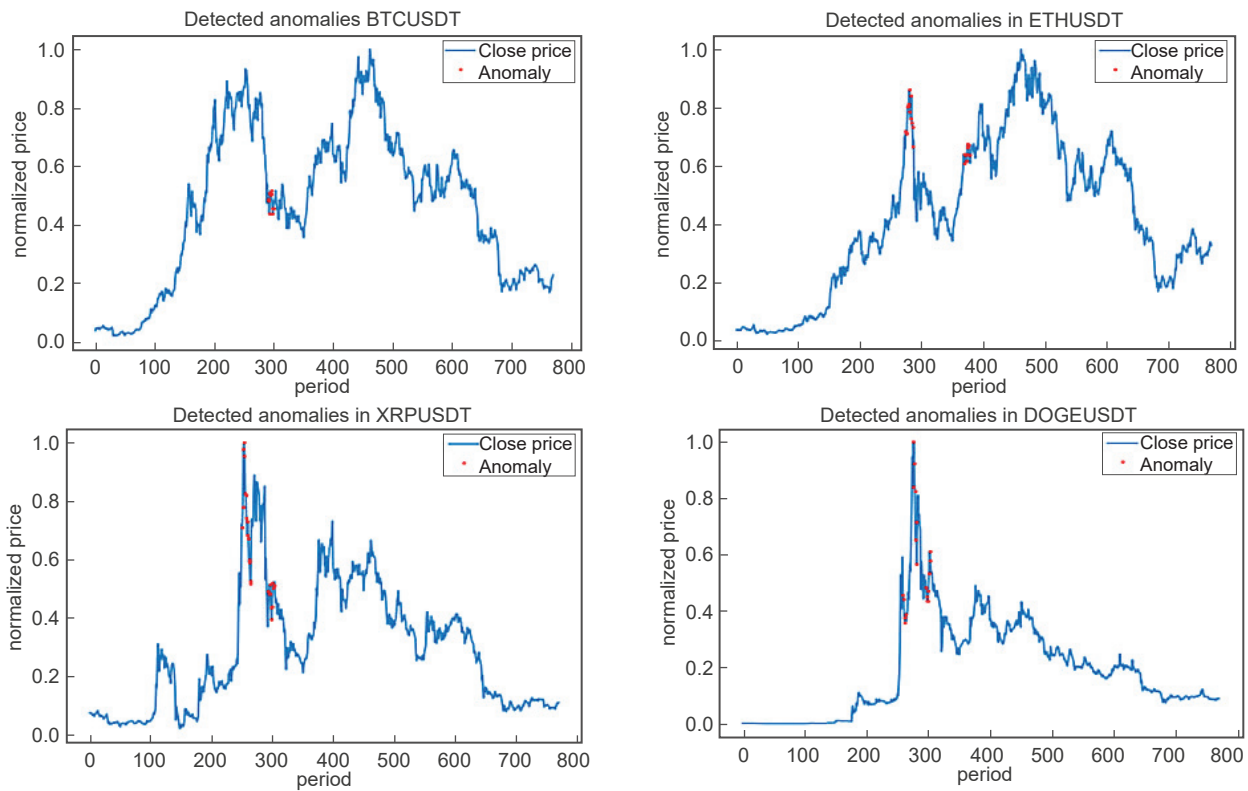 Detected anomalies BTCUSDT
normalized price
1.0
0.8
0.6
0.4
0.2
0.0
Close price
Anomaly
0 100 200 300 400 500 600 700 800
period
Detected anomalies in ETHUSDT
normalized price
1.0
0.8
0.6
0.4
0.2
0.0
Close price
Anomaly
0 100 200 300 400 500 600 700 800
period
Detected anomalies in XRPUSDT
normalized price
1.0
0.8
0.6
0.4
0.2
0.0
Close price
Anomaly
0 100 200 300 400 500 600 700 800
period
Detected anomalies in DOGEUSDT
normalized price
1.0
0.8
0.6
0.4
0.2
0.0
Close price
Anomaly
0 100 200 300 400 500 600 700 800
period